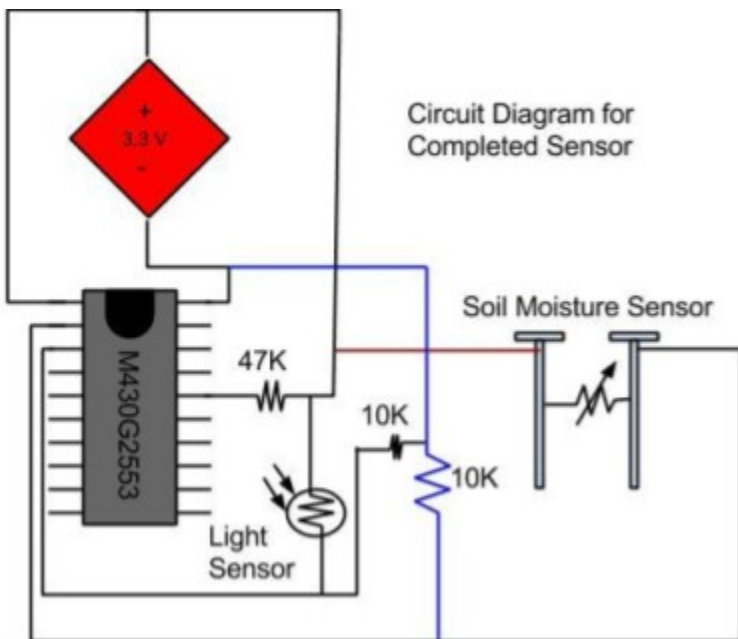 +
3.3 V
-
Circuit Diagram for
Completed Sensor
Soil Moisture Sensor
47K
10K
10K
M430G2553
Light
Sensor